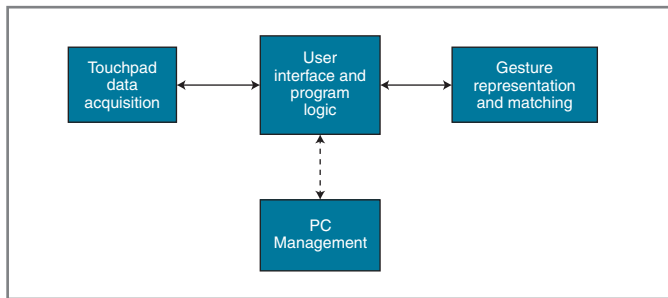 Touchpad
data
acquisition
User
interface and
program
logic
Gesture
representation
and matching
PC
Management